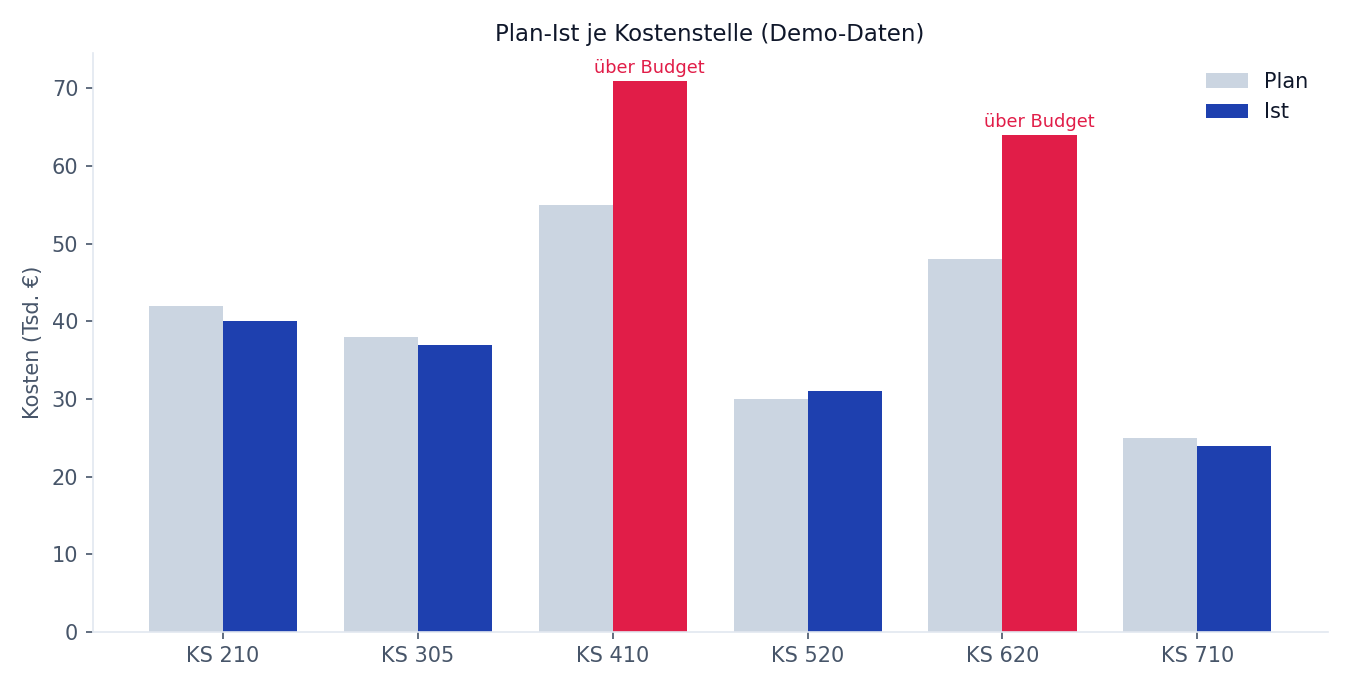 Plan-Ist je Kostenstelle (Demo-Daten)
über Budget
über Budget
Plan
Ist
Kosten (Tsd. €)
70
60
50
40
30
20
10
0
KS 210
KS 305
KS 410
KS 520
KS 620
KS 710